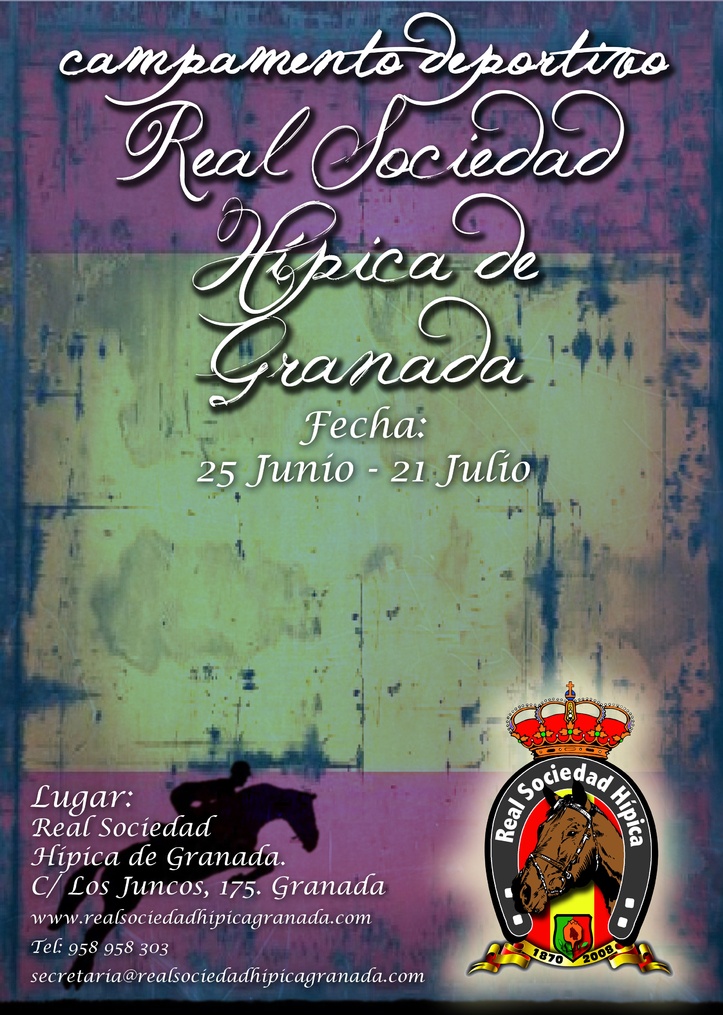 campamento deportivo
Real Sociedad
Hípica de
Granada
Fecha:
25 Junio - 21 Julio
Lugar:
Real Sociedad
Hípica de Granada.
C/ Los Juncos, 175. Granada
www.realsociedadhipicagranada.com
Tel: 958 958 303
secretaria@realsociedadhipicagranada.com
Real Sociedad Hípica
1870 2008